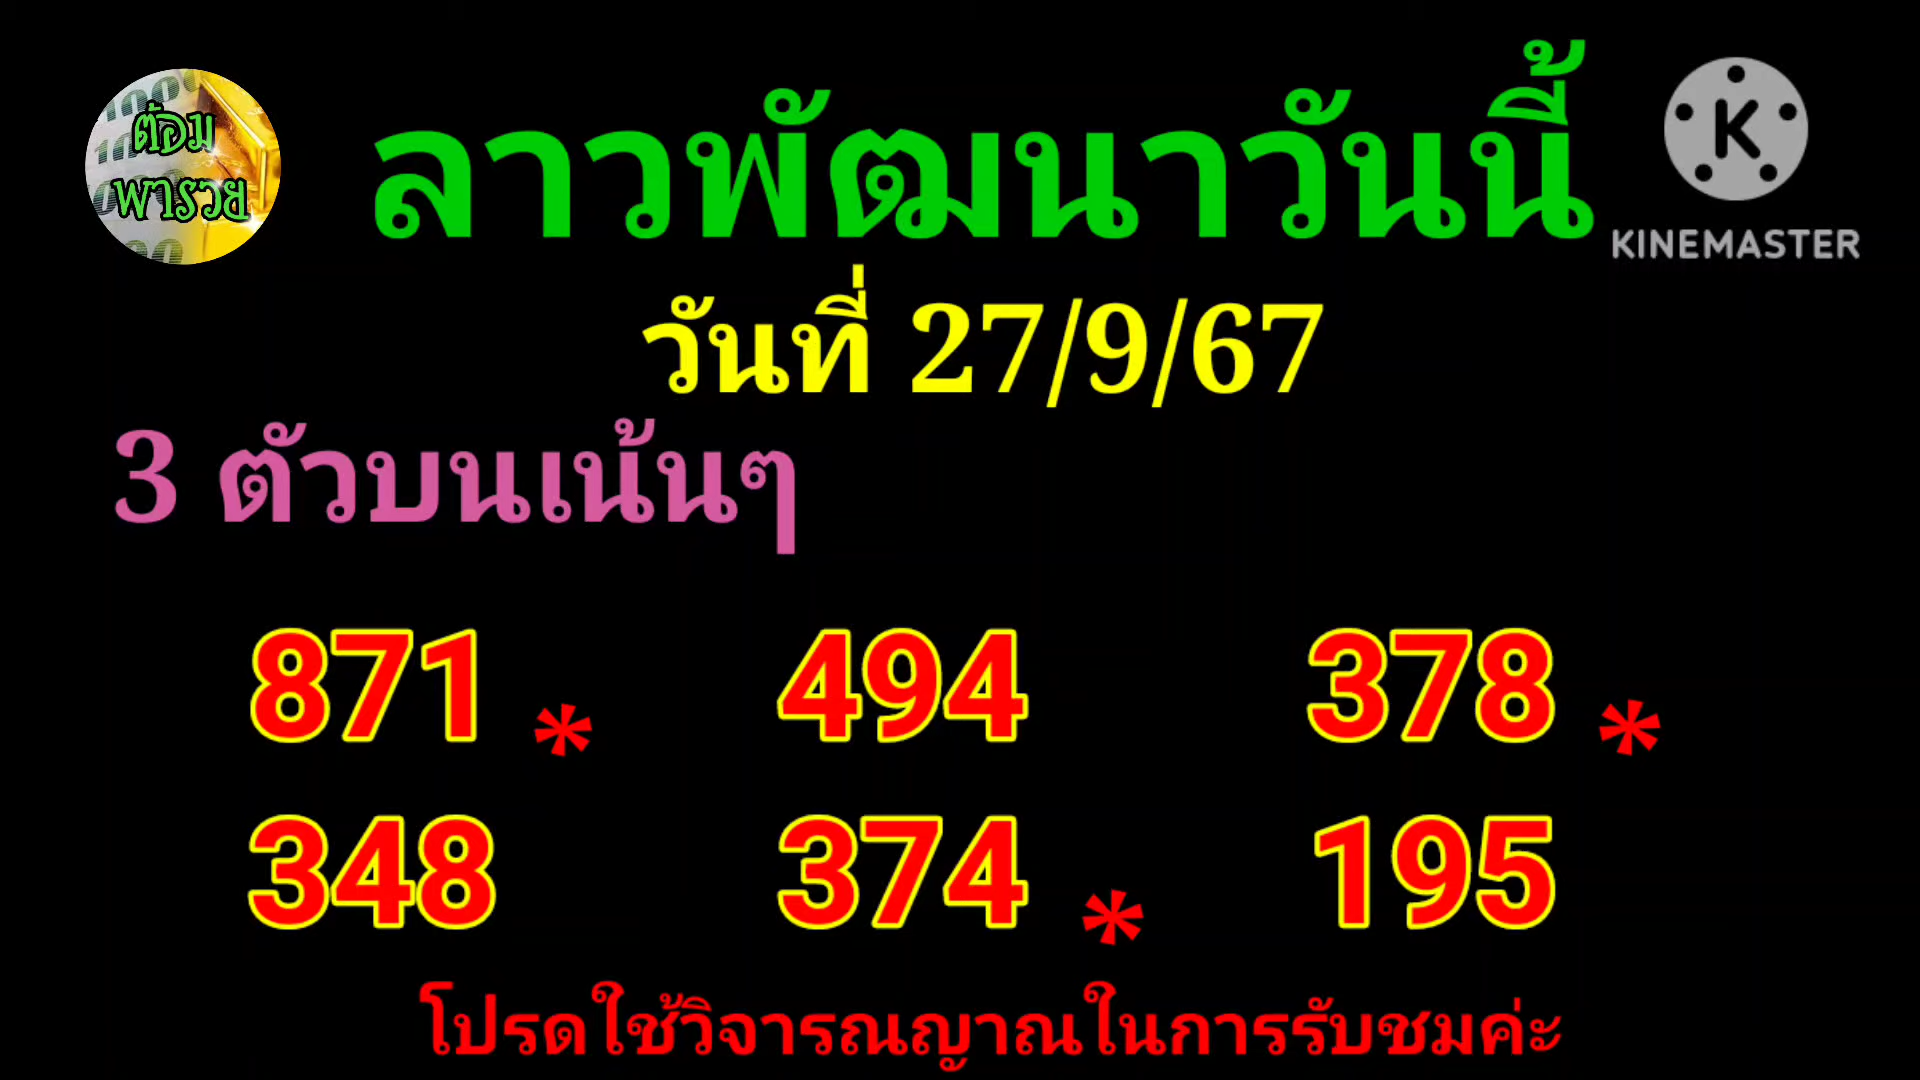 ต้อม
พารวย
ลาวพัฒนาวันนี้
K
KINEMASTER
วันที่ 27/9/67
3 ตัวบนเน้นๆ
871 * 494 378 *
348 374 * 195
โปรดใช้วิจารณญาณในการรับชมค่ะ